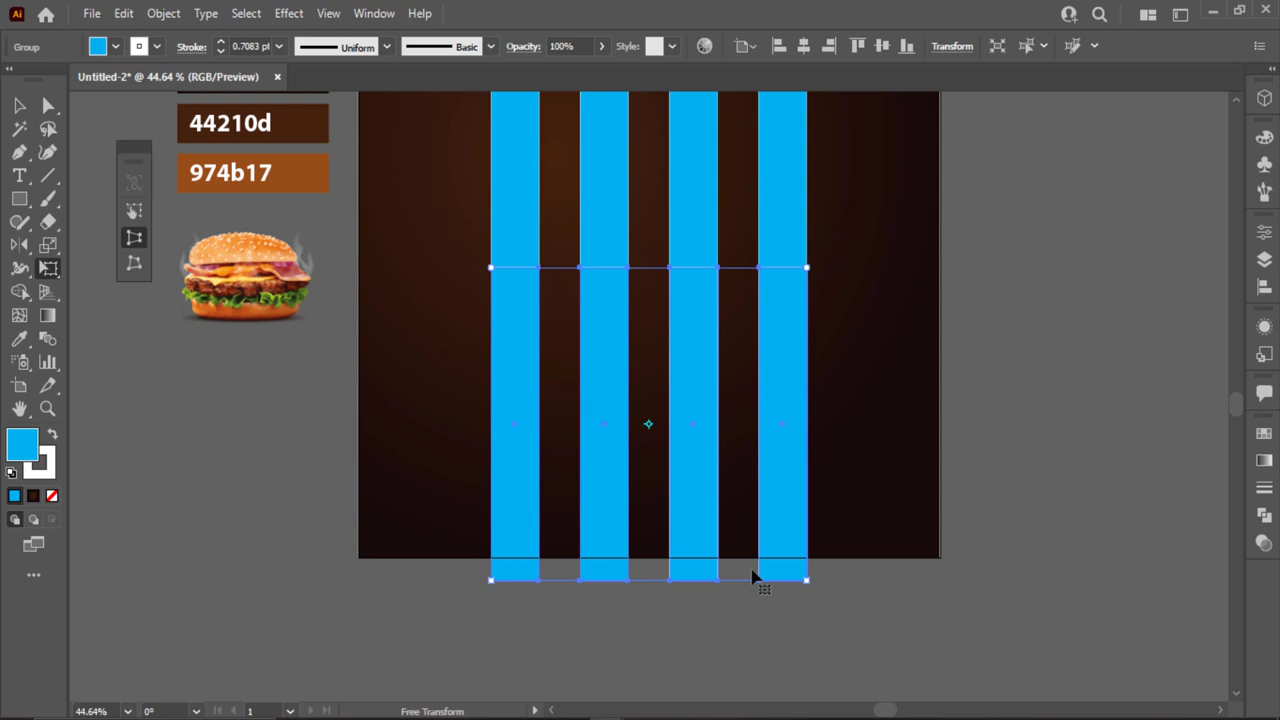 Ai File Edit Object Type Select Effect View Window Help
Group Stroke: 0.7083 pt Uniform Basic Opacity: 100% Style: Transform
Untitled-2* @ 44.64 % (RGB/Preview) ×
44210d
974b17
44.64% 0° 1 Free Transform